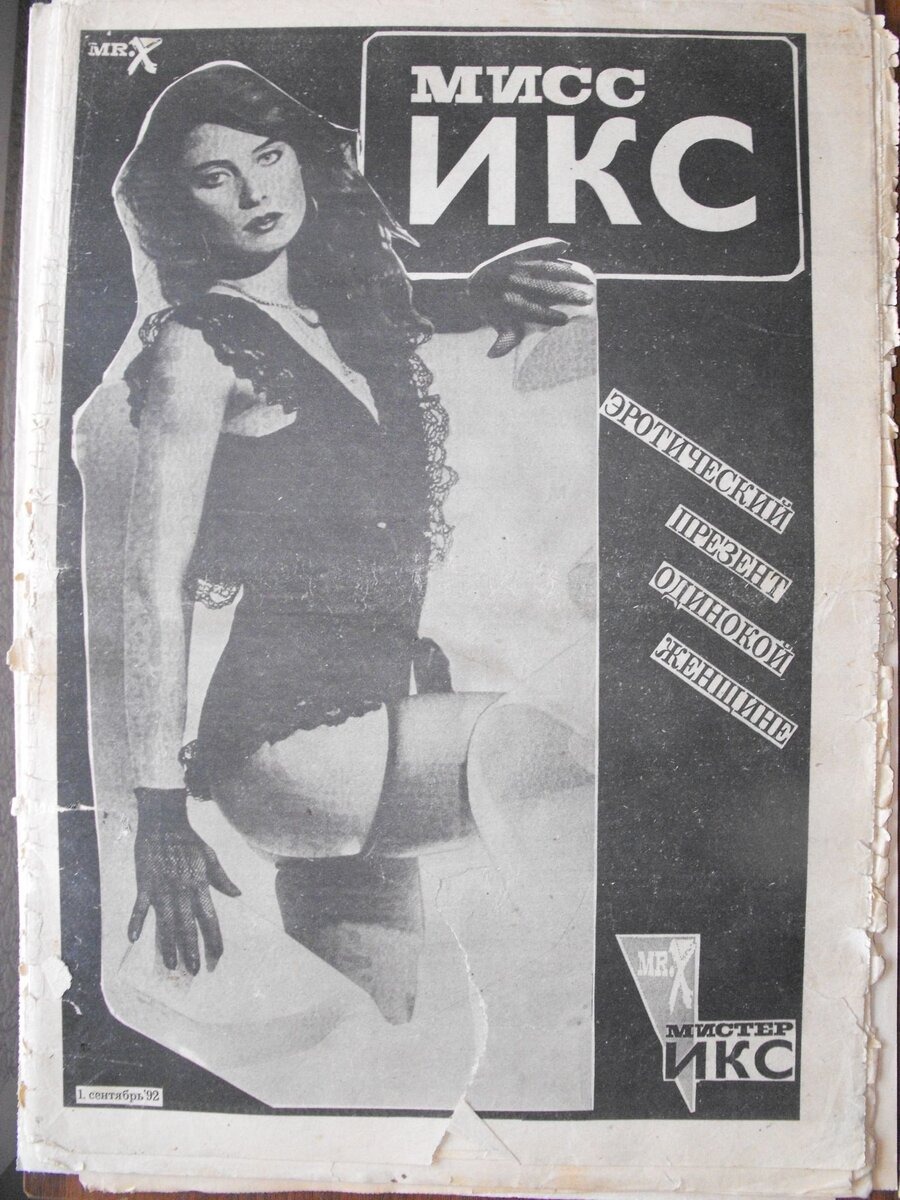 MR.X
МИСС
ИКС
ЭРОТИЧЕСКИЙ
ПРЕЗЕНТ
ОДИНОКОЙ
ЖЕНЩИНЕ
MR.X
МИСТЕР
ИКС
1. сентябрь'92